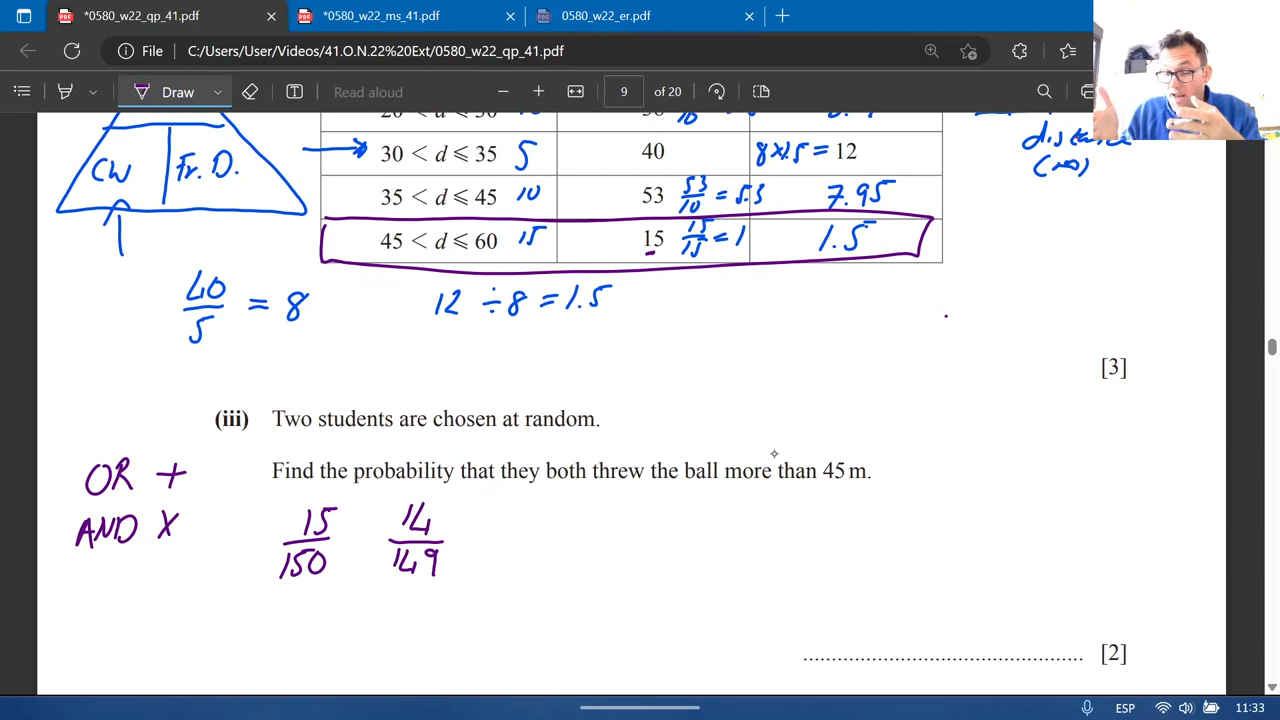 *0580_w22_qp_41.pdf
*0580_w22_ms_41.pdf
0580_w22_er.pdf
File
C:/Users/User/Videos/41.O.N.22%20Ext/0580_w22_qp_41.pdf
Draw
Read aloud
9 of 20
distance
CW Fr. D.
30 < d ⩽ 35 5 40 8×1.5 = 12
35 < d ⩽ 45 10 53 53/10 = 5.3 7.95
45 < d ⩽ 60 15 15 15/15 = 1 1.5
40/5 = 8 12 ÷ 8 = 1.5
[3]
(iii) Two students are chosen at random.
Find the probability that they both threw the ball more than 45 m.
OR +
AND X
15/150 14/149
[2]
ESP 11:33